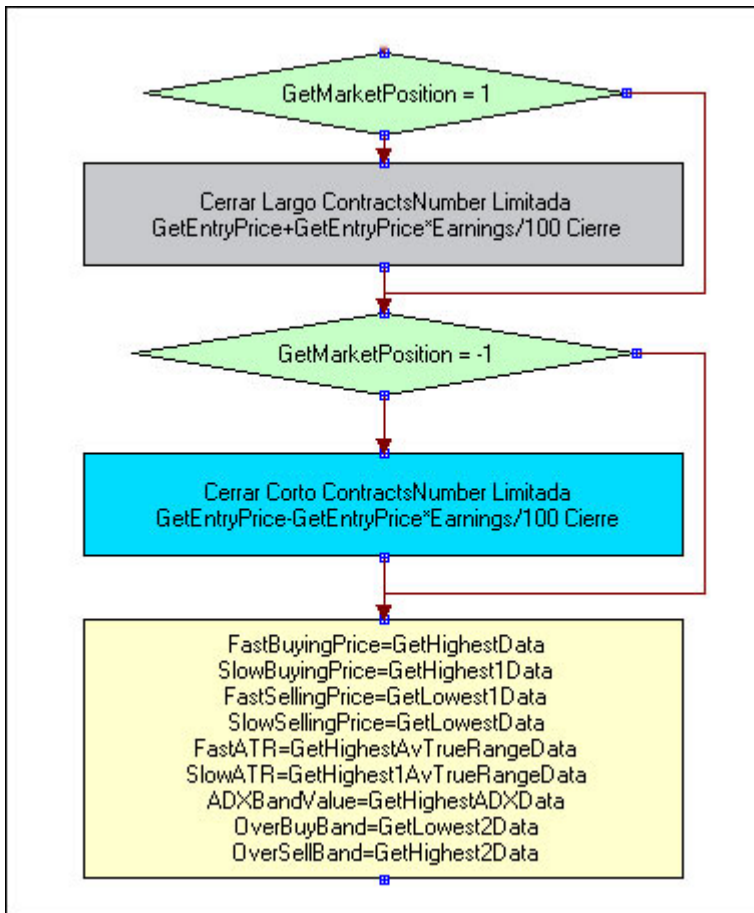 GetMarketPosition = 1
Cerrar Largo ContractsNumber Limitada
GetEntryPrice+GetEntryPrice*Earnings/100 Cierre
GetMarketPosition = -1
Cerrar Corto ContractsNumber Limitada
GetEntryPrice-GetEntryPrice*Earnings/100 Cierre
FastBuyingPrice=GetHighestData
SlowBuyingPrice=GetHighest1Data
FastSellingPrice=GetLowest1Data
SlowSellingPrice=GetLowestData
FastATR=GetHighestAvTrueRangeData
SlowATR=GetHighest1AvTrueRangeData
ADXBandValue=GetHighestADXData
OverBuyBand=GetLowest2Data
OverSellBand=GetHighest2Data